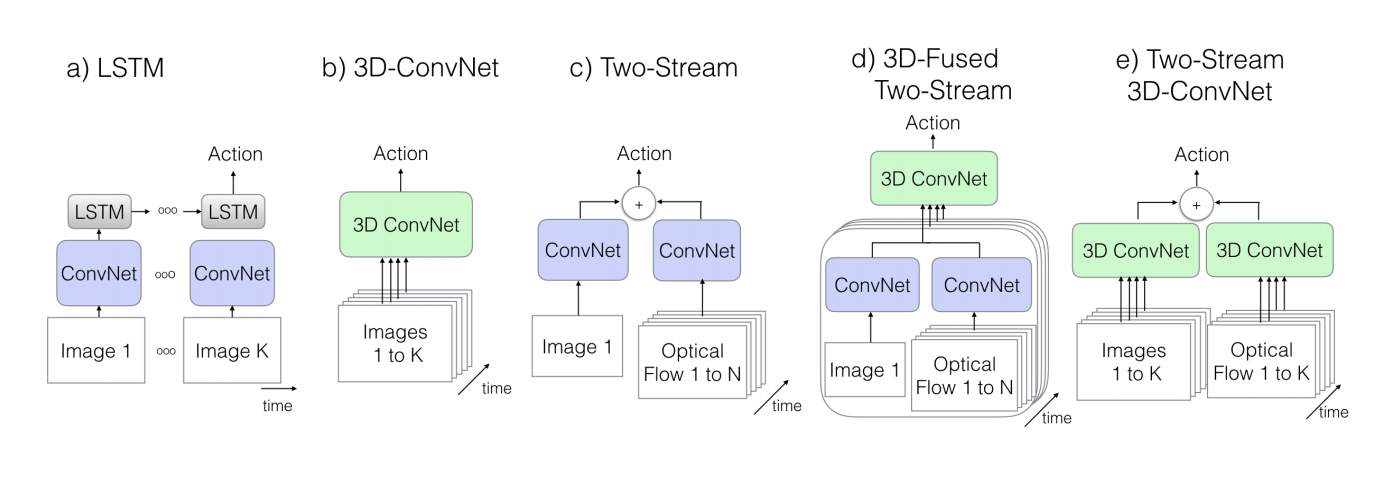 a) LSTM
Action
LSTM ooo LSTM
ConvNet ooo ConvNet
Image 1 ooo Image K
time
b) 3D-ConvNet
Action
3D ConvNet
Images
1 to K
time
c) Two-Stream
Action
+
ConvNet ConvNet
Image 1
Optical
Flow 1 to N
time
d) 3D-Fused
Two-Stream
Action
3D ConvNet
ConvNet ConvNet
Image 1
Optical
Flow 1 to N
time
e) Two-Stream
3D-ConvNet
Action
+
3D ConvNet 3D ConvNet
Images
1 to K
Optical
Flow 1 to K
time